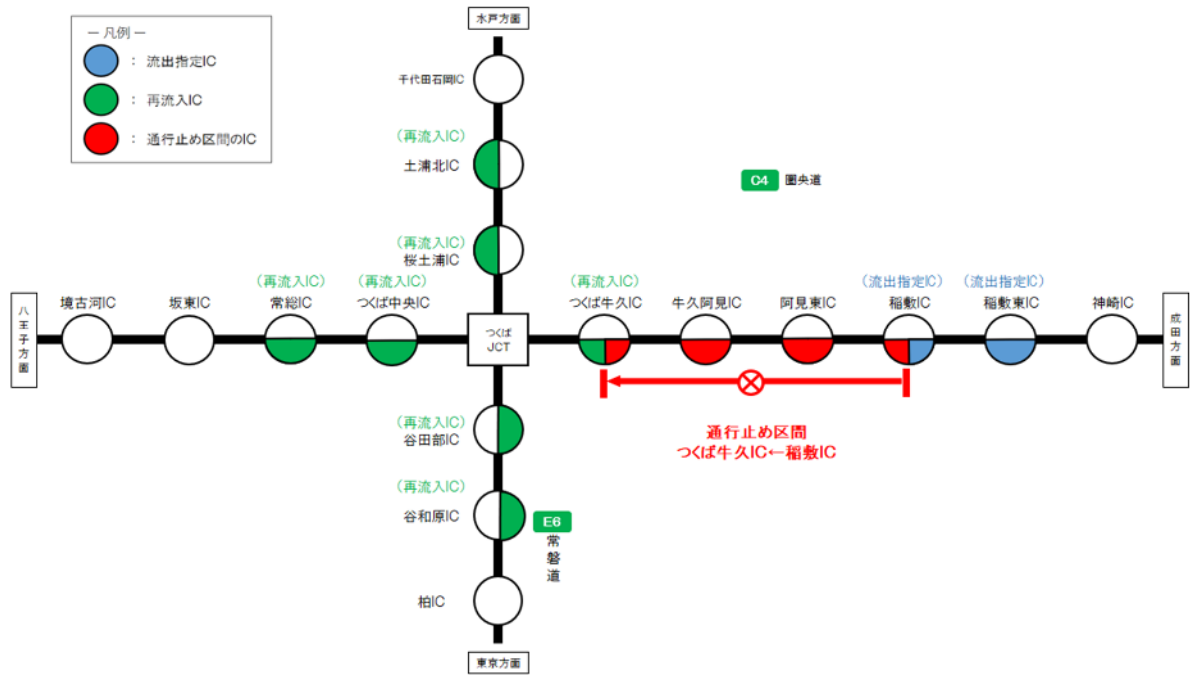 水戸方面
― 凡例 ―
： 流出指定IC
： 再流入IC
： 通行止め区間のIC
千代田石岡IC
（再流入IC）
土浦北IC
C4 圏央道
（再流入IC）
桜土浦IC
（再流入IC）
（再流入IC）
（再流入IC）
（流出指定IC）
（流出指定IC）
境古河IC
坂東IC
常総IC
つくば中央IC
つくば牛久IC
牛久阿見IC
阿見東IC
稲敷IC
稲敷東IC
神崎IC
八王子方面
つくば
JCT
成田方面
（再流入IC）
谷田部IC
通行止め区間
つくば牛久IC←稲敷IC
（再流入IC）
谷和原IC
E6
常磐道
柏IC
東京方面